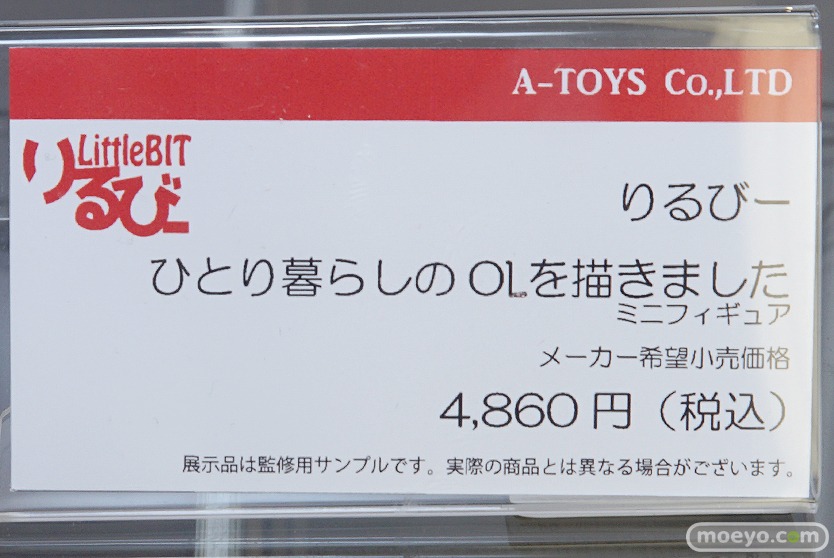 A-TOYS Co.,LTD
LittleBIT
りるびー
りるびー
ひとり暮らしのOLを描きました
ミニフィギュア
メーカー希望小売価格
4,860円（税込）
展示品は監修用サンプルです。実際の商品とは異なる場合がございます。
moeyo.com